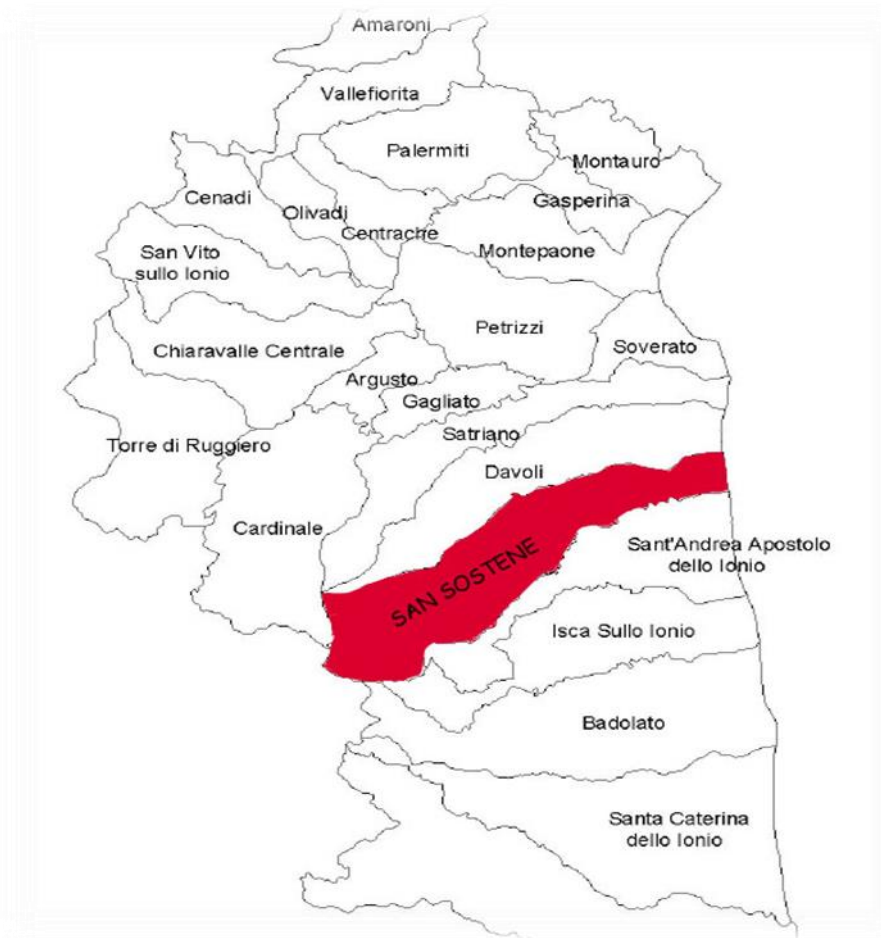 Amaroni
Vallefiorita
Palermiti
Montauro
Cenadi
Olivadi
Gasperina
Centrache
San Vito
sullo Ionio
Montepaone
Petrizzi
Soverato
Chiaravalle Centrale
Argusto
Gagliato
Satriano
Torre di Ruggiero
Davoli
Cardinale
SAN SOSTENE
Sant'Andrea Apostolo
dello Ionio
Isca Sullo Ionio
Badolato
Santa Caterina
dello Ionio